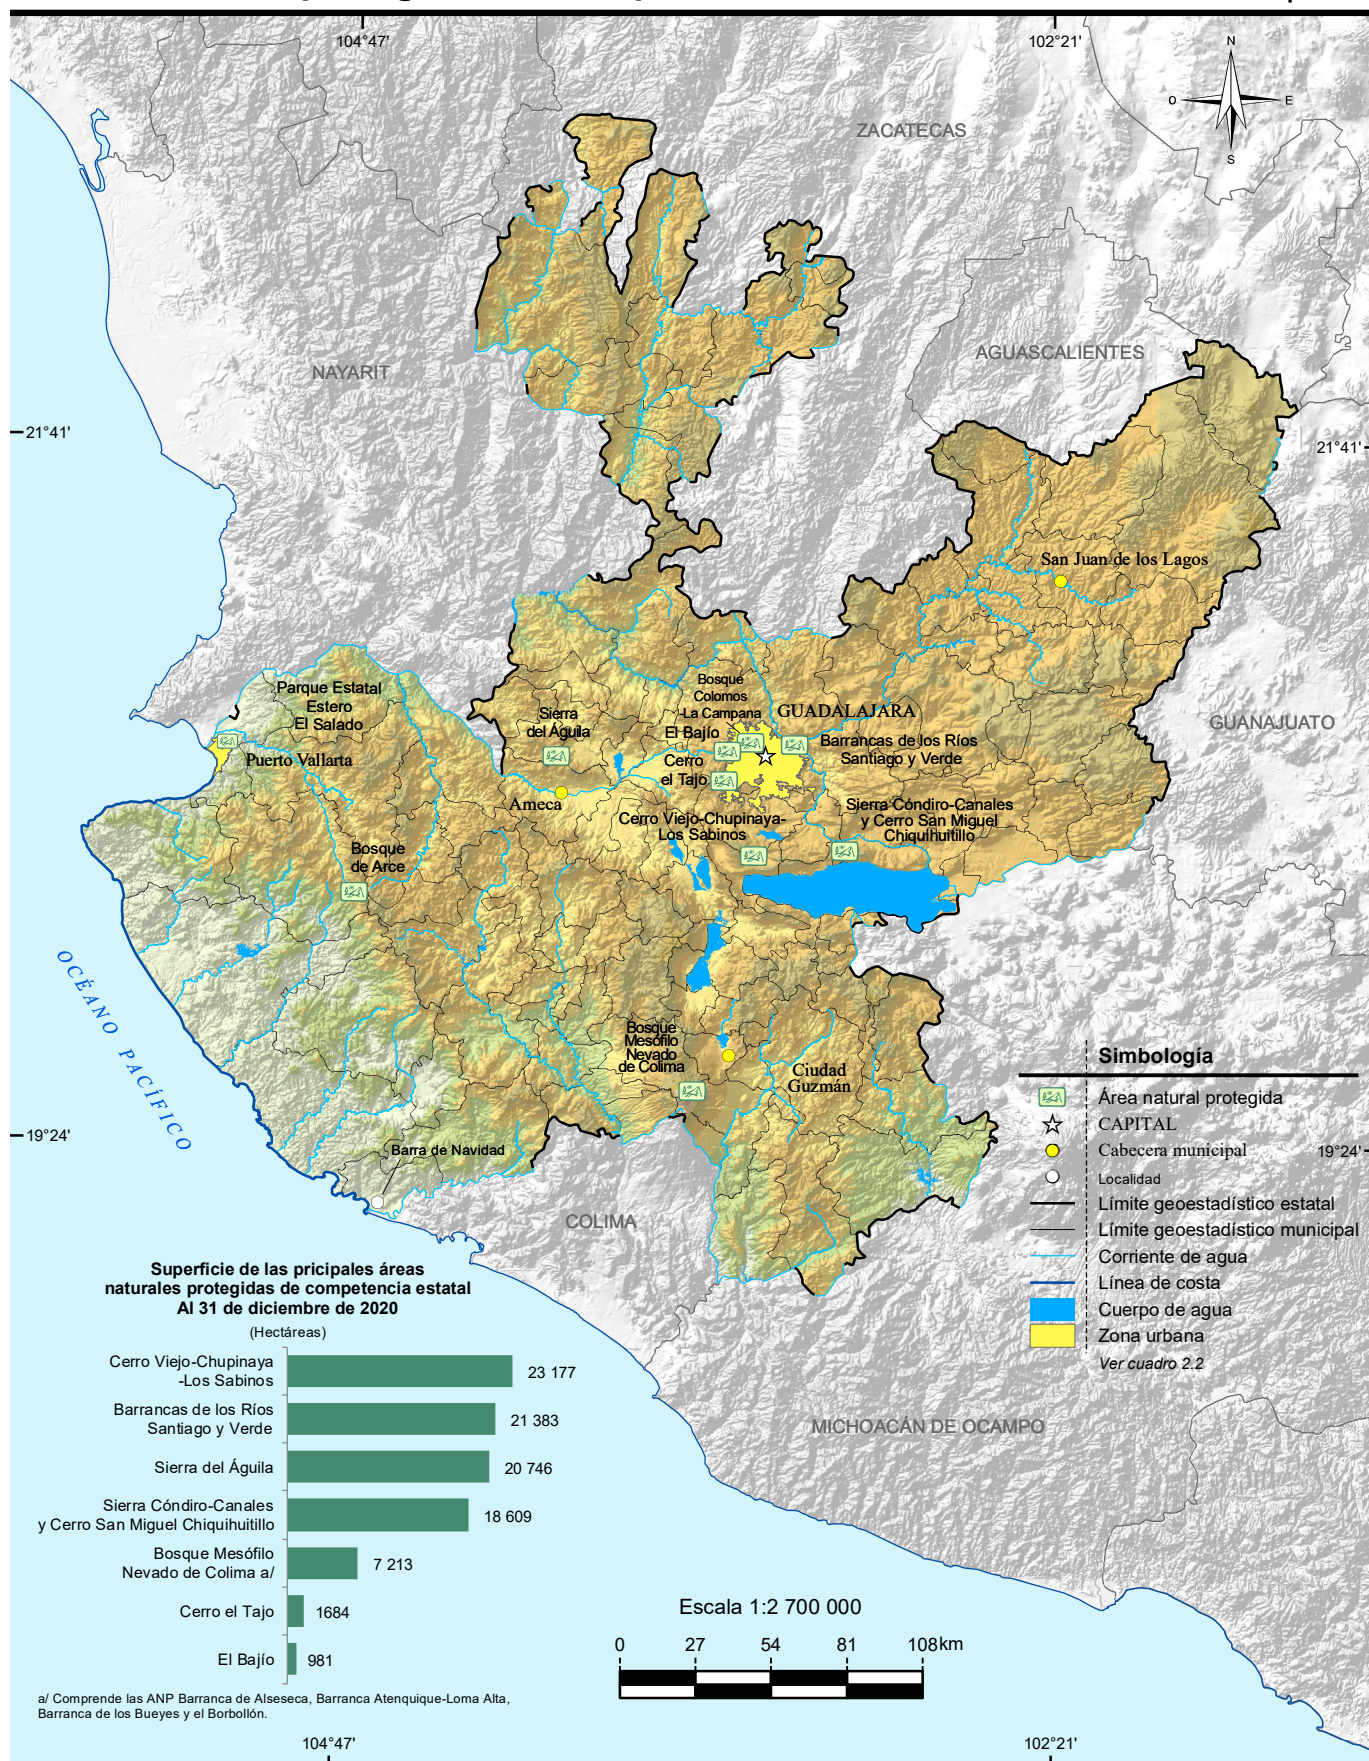 104°47'
102°21'
N
O
E
S
ZACATECAS
AGUASCALIENTES
NAYARIT
21°41'
21°41'
San Juan de los Lagos
Bosque
Colomos
-La Campana
GUADALAJARA
Parque Estatal
Estero
El Salado
Sierra
del Águila
El Bajío
GUANAJUATO
Puerto Vallarta
Cerro
el Tajo
Barrancas de los Ríos
Santiago y Verde
Ameca
Cerro Viejo-Chupinaya-
Los Sabinos
Sierra Cóndiro-Canales
y Cerro San Miguel
Chiquihuitillo
Bosque
de Arce
OCÉANO PACÍFICO
Bosque
Mesófilo
Nevado
de Colima
Ciudad
Guzmán
Barra de Navidad
19°24'
19°24'
COLIMA
MICHOACÁN DE OCAMPO
Simbología
Área natural protegida
CAPITAL
Cabecera municipal
Localidad
Límite geoestadístico estatal
Límite geoestadístico municipal
Corriente de agua
Línea de costa
Cuerpo de agua
Zona urbana
Ver cuadro 2.2
Superficie de las pricipales áreas
naturales protegidas de competencia estatal
Al 31 de diciembre de 2020
(Hectáreas)
Cerro Viejo-Chupinaya
-Los Sabinos
23 177
Barrancas de los Ríos
Santiago y Verde
21 383
Sierra del Águila
20 746
Sierra Cóndiro-Canales
y Cerro San Miguel Chiquihuitillo
18 609
Bosque Mesófilo
Nevado de Colima a/
7 213
Cerro el Tajo
1684
El Bajío
981
a/ Comprende las ANP Barranca de Alseseca, Barranca Atenquique-Loma Alta,
Barranca de los Bueyes y el Borbollón.
Escala 1:2 700 000
0 27 54 81 108km
104°47'
102°21'